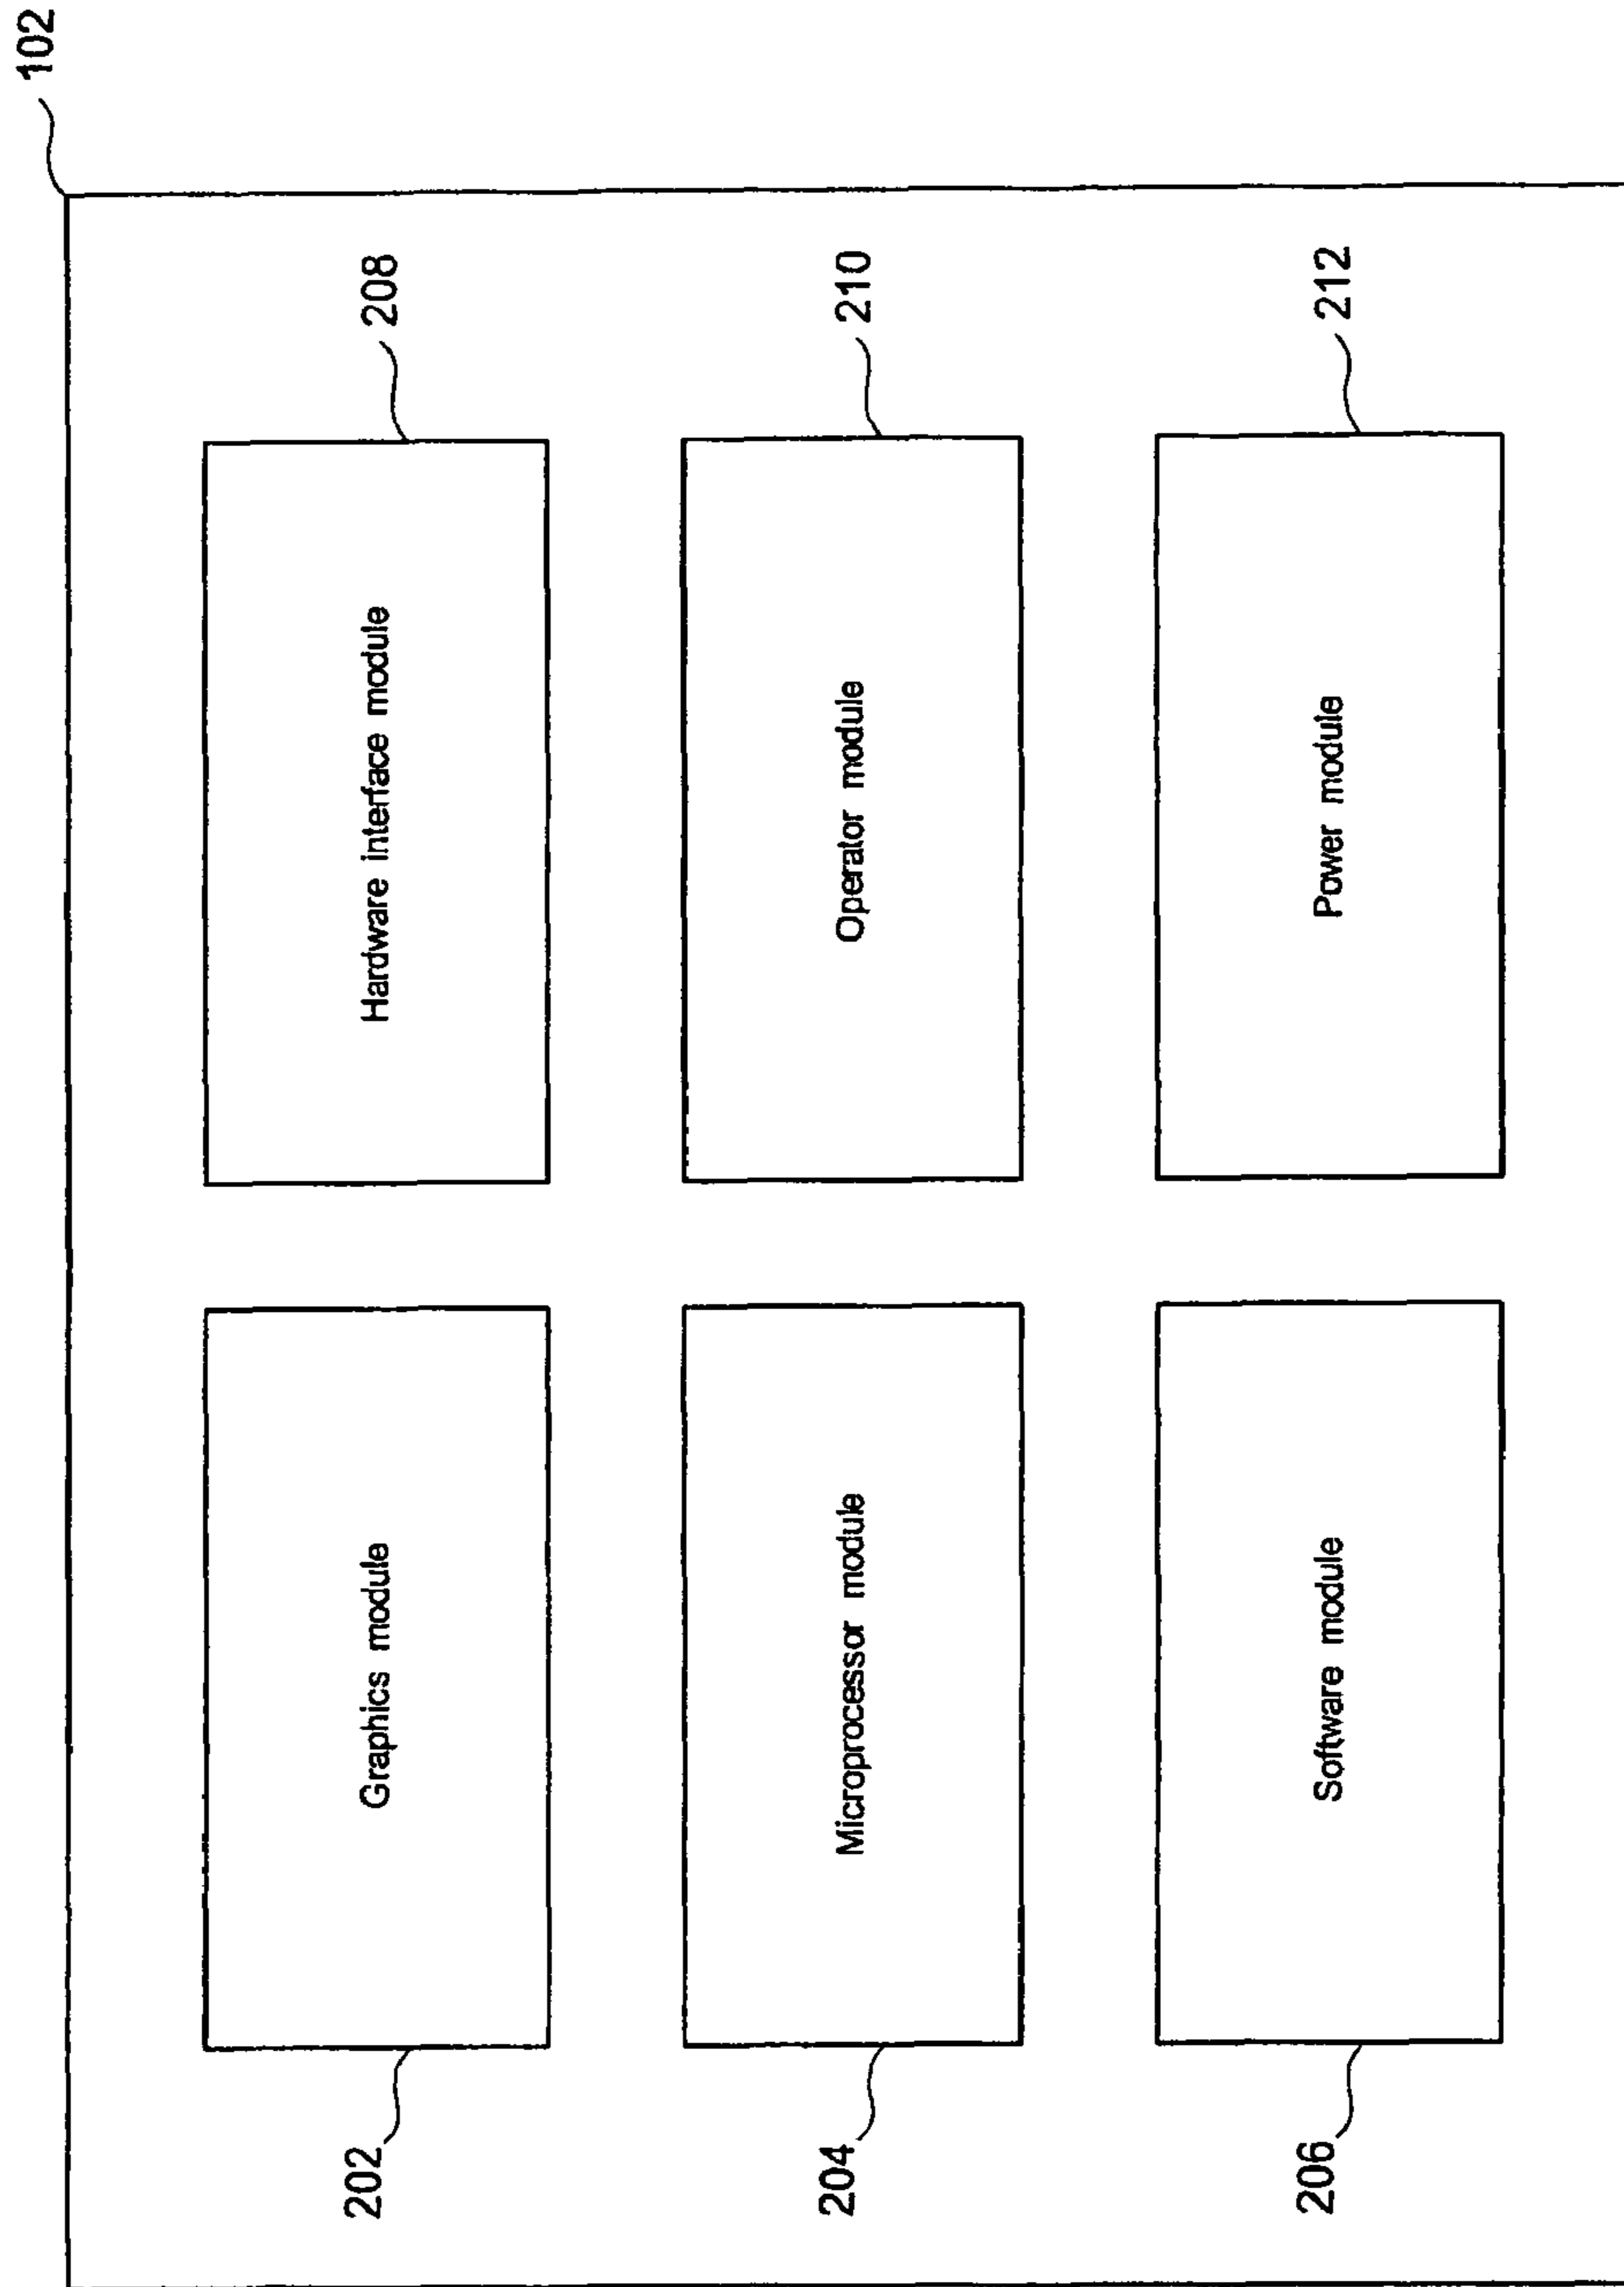 102
202
Graphics module
Hardware interface module
208
204
Microprocessor module
Operator module
210
206
Software module
Power module
212